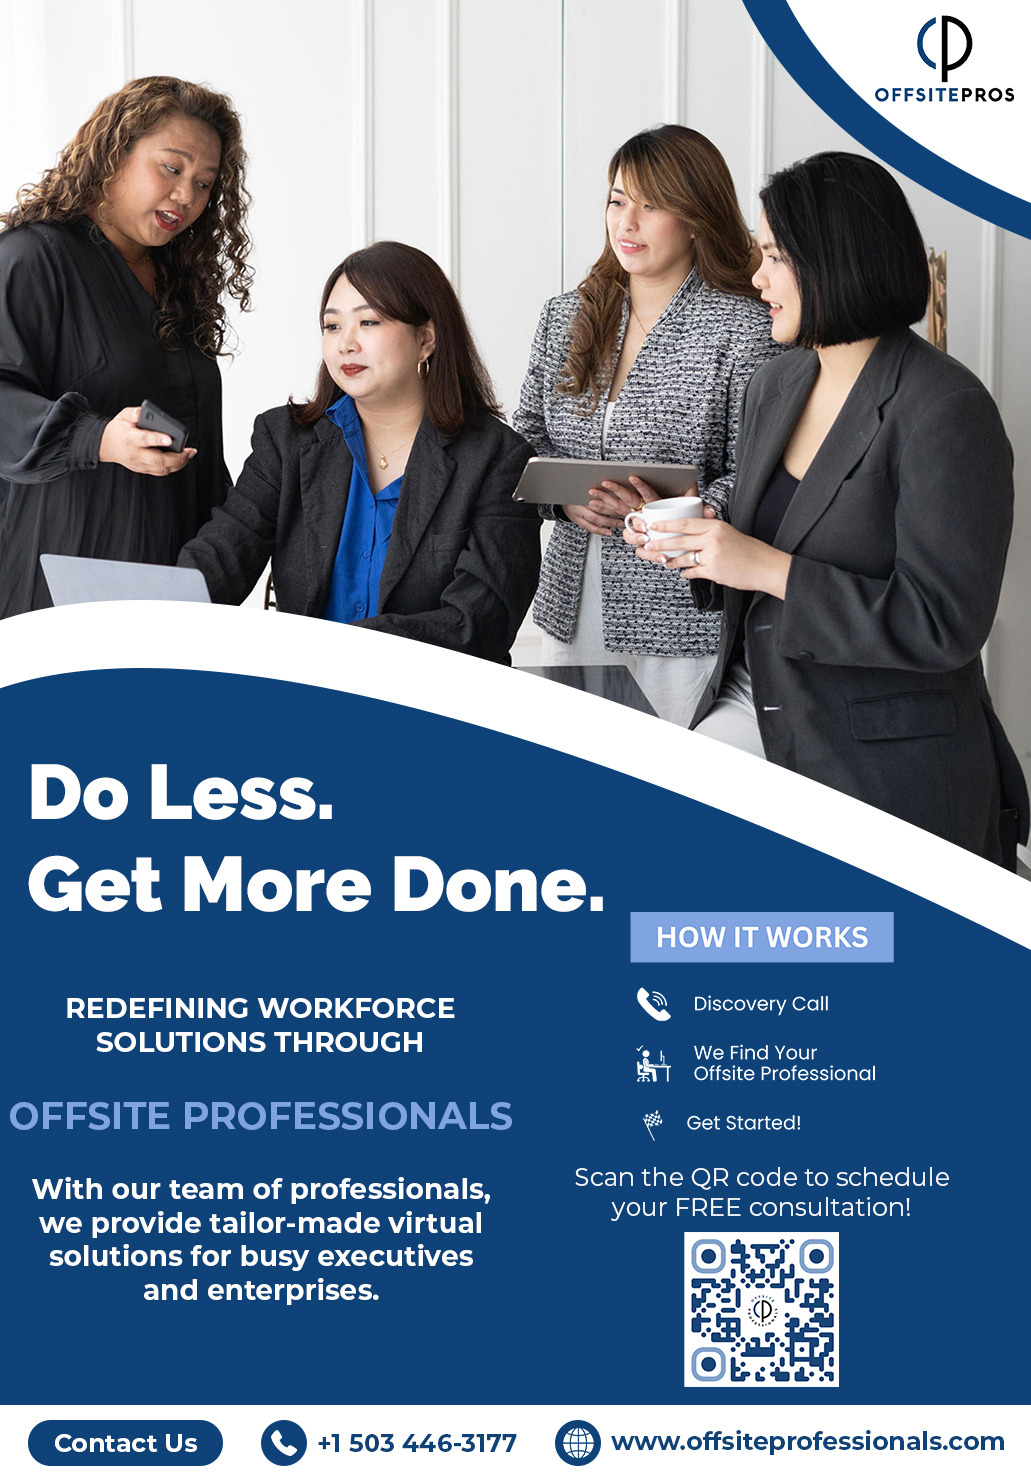 OFFSITEPROS
Do Less.
Get More Done.
REDEFINING WORKFORCE
SOLUTIONS THROUGH
OFFSITE PROFESSIONALS
With our team of professionals,
we provide tailor-made virtual
solutions for busy executives
and enterprises.
HOW IT WORKS
Discovery Call
We Find Your
Offsite Professional
Get Started!
Scan the QR code to schedule
your FREE consultation!
OFFSITE
PROFESSIONALS
Contact Us
+1 503 446-3177
www.offsiteprofessionals.com